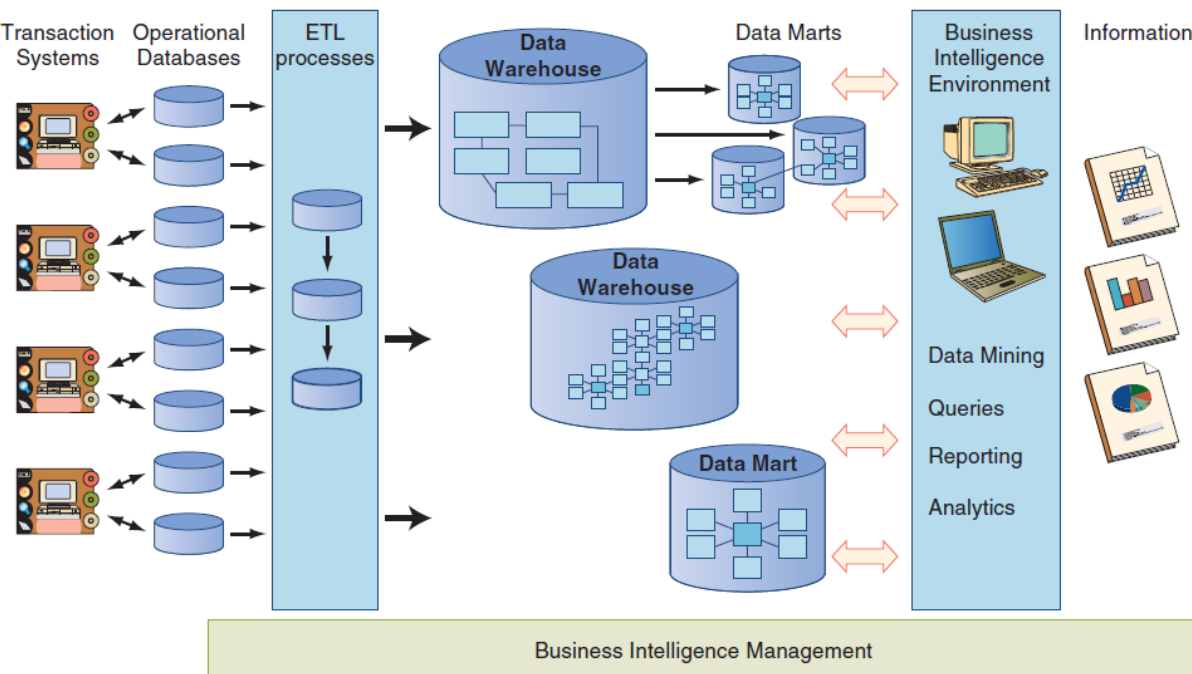 Transaction
Systems
Operational
Databases
ETL
processes
Data
Warehouse
Data Marts
Business
Intelligence
Environment
Information
Data
Warehouse
Data Mart
Data Mining
Queries
Reporting
Analytics
Business Intelligence Management